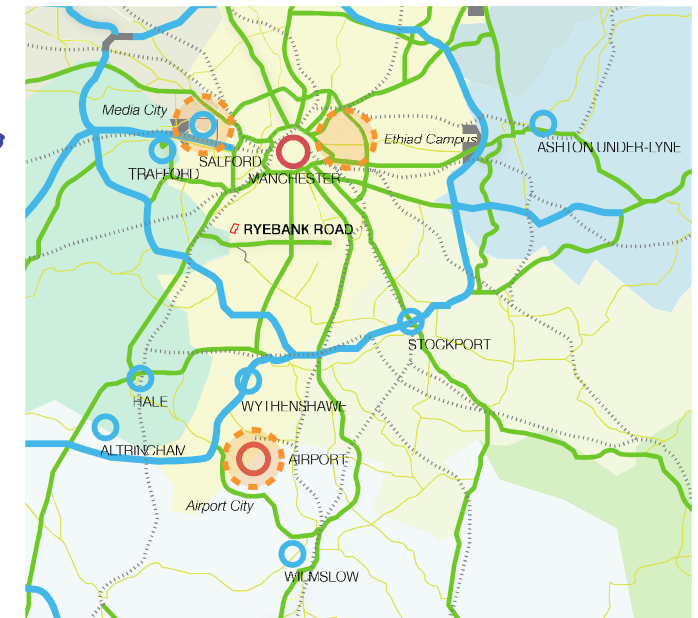 Media City
Ethiad Campus
ASHTON UNDER-LYNE
SALFORD
TRAFFORD
MANCHESTER
RYEBANK ROAD
STOCKPORT
HALE
WYTHENSHAWE
ALTRINCHAM
AIRPORT
Airport City
WILMSLOW